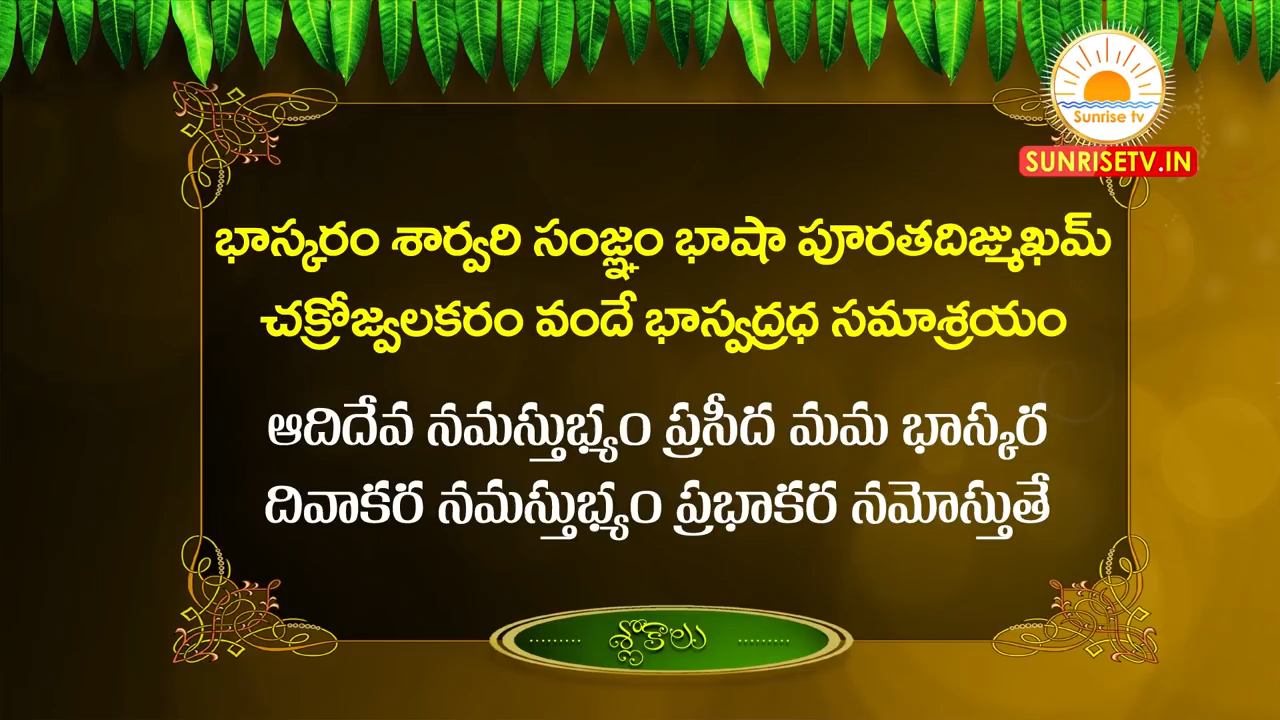 Sunrise tv
SUNRISETV.IN
భాస్కరం శార్వరి సంజ్ఞం భాషా పూరతదిఙ్ముఖమ్
చక్రోజ్వలకరం వందే భాస్వద్రధ సమాశ్రయం
ఆదిదేవ నమస్తుభ్యం ప్రసీద మమ భాస్కర
దివాకర నమస్తుభ్యం ప్రభాకర నమోస్తుతే
శ్లోకాలు